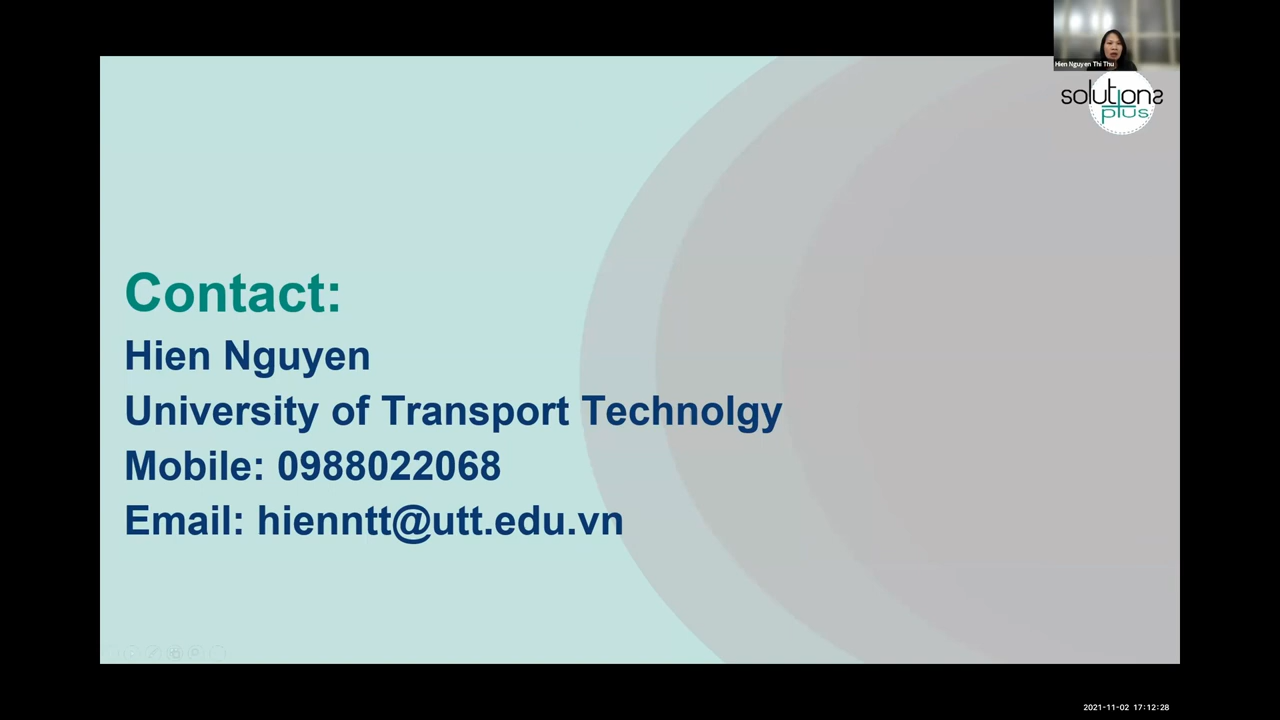 Hien Nguyen Thi Thu
solutions
plus
Contact:
Hien Nguyen
University of Transport Technolgy
Mobile: 0988022068
Email: hienntt@utt.edu.vn
2021-11-02 17:12:28